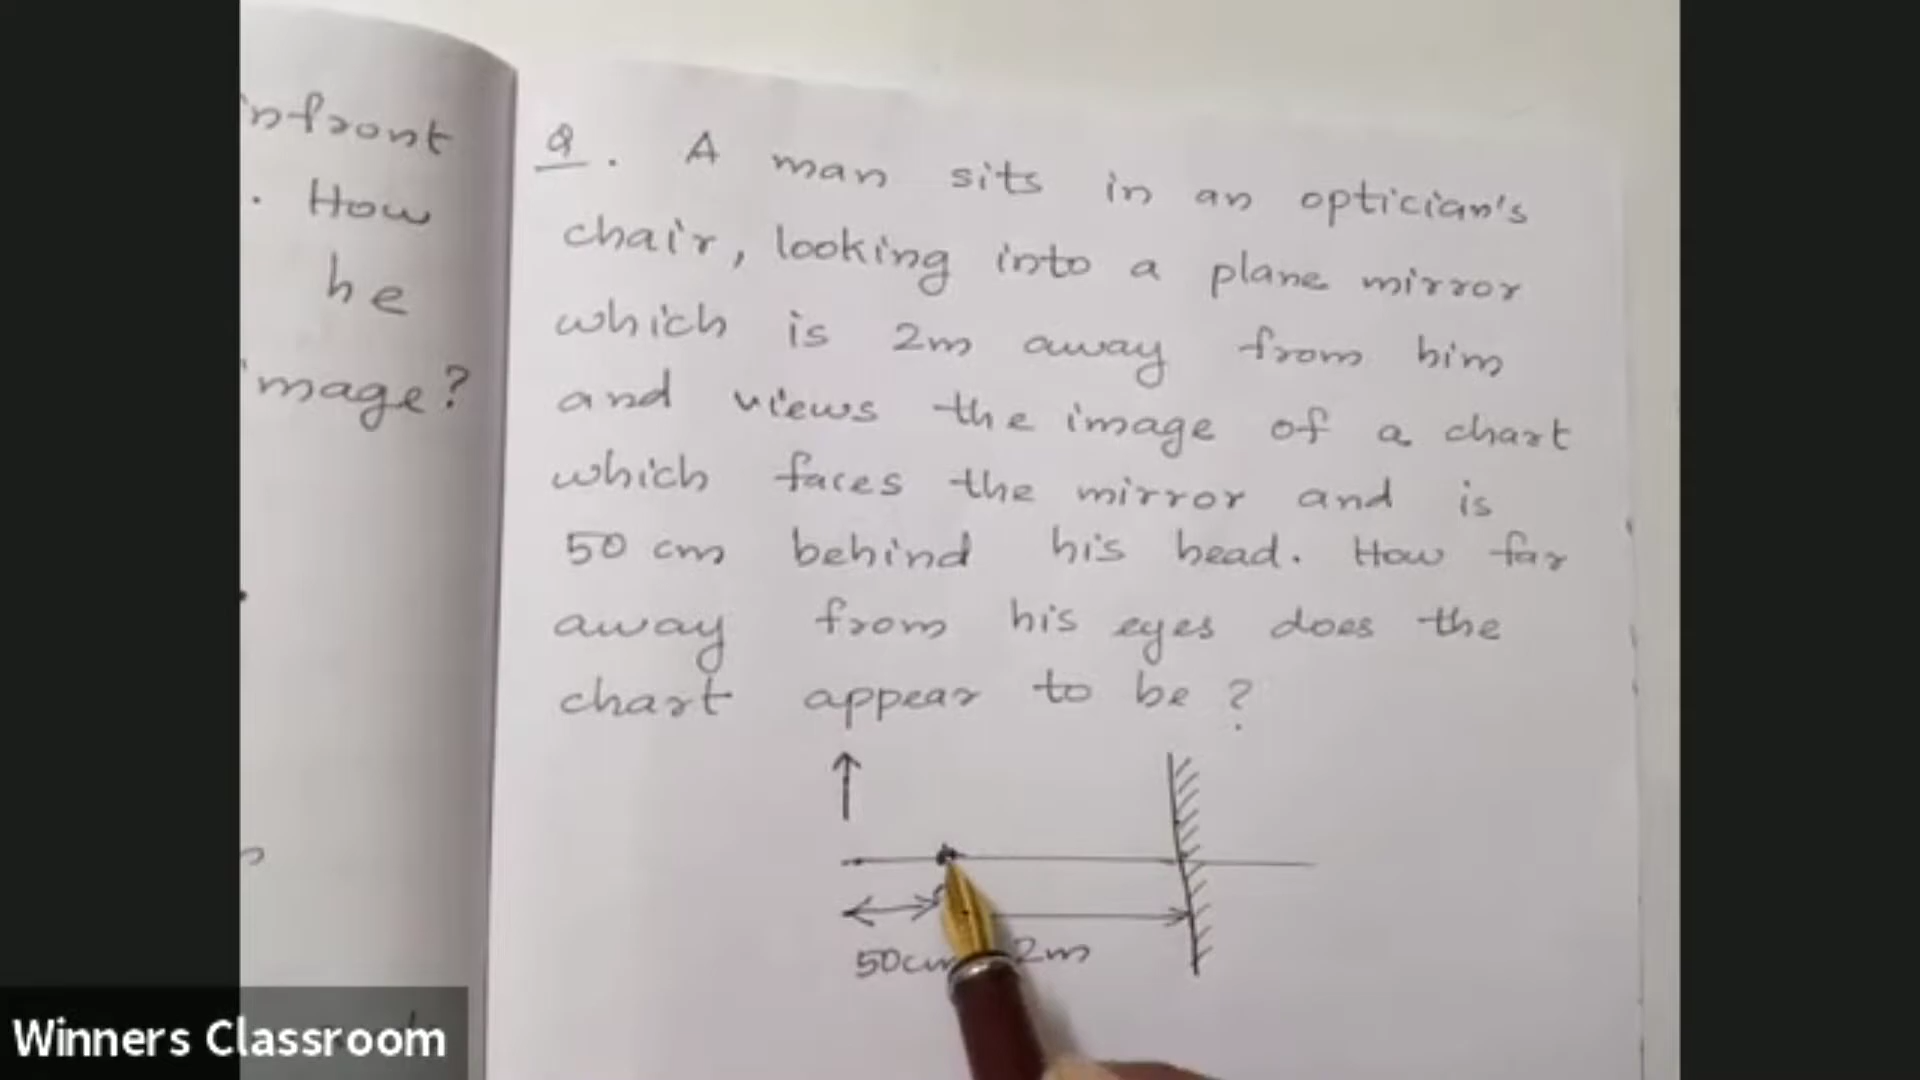 nfront
. How
he
image?
Q. A man sits in an optician's
chair, looking into a plane mirror
which is 2m away from him
and views the image of a chart
which faces the mirror and is
50 cm behind his head. How far
away from his eyes does the
chart appear to be?
50cm 2m
Winners Classroom